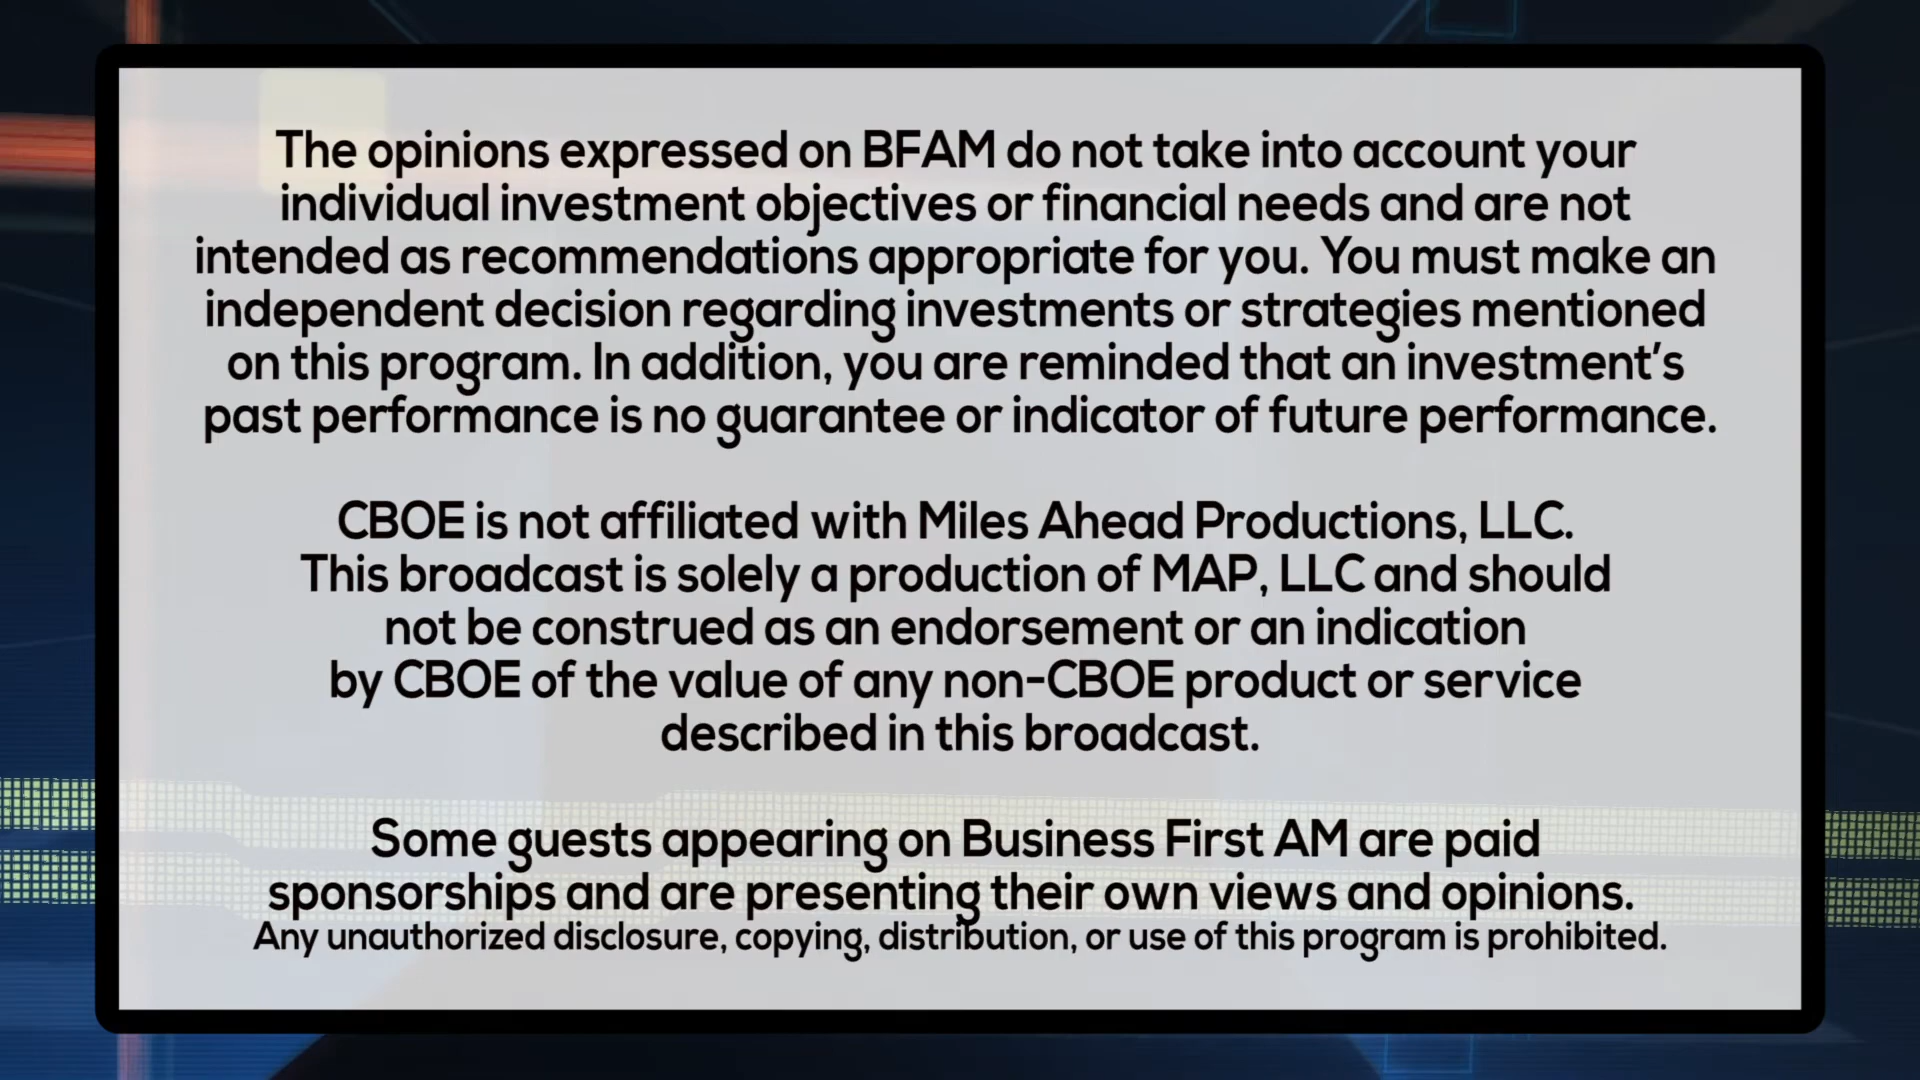 The opinions expressed on BFAM do not take into account your
individual investment objectives or financial needs and are not
intended as recommendations appropriate for you. You must make an
independent decision regarding investments or strategies mentioned
on this program. In addition, you are reminded that an investment’s
past performance is no guarantee or indicator of future performance.
CBOE is not affiliated with Miles Ahead Productions, LLC.
This broadcast is solely a production of MAP, LLC and should
not be construed as an endorsement or an indication
by CBOE of the value of any non-CBOE product or service
described in this broadcast.
Some guests appearing on Business First AM are paid
sponsorships and are presenting their own views and opinions.
Any unauthorized disclosure, copying, distribution, or use of this program is prohibited.